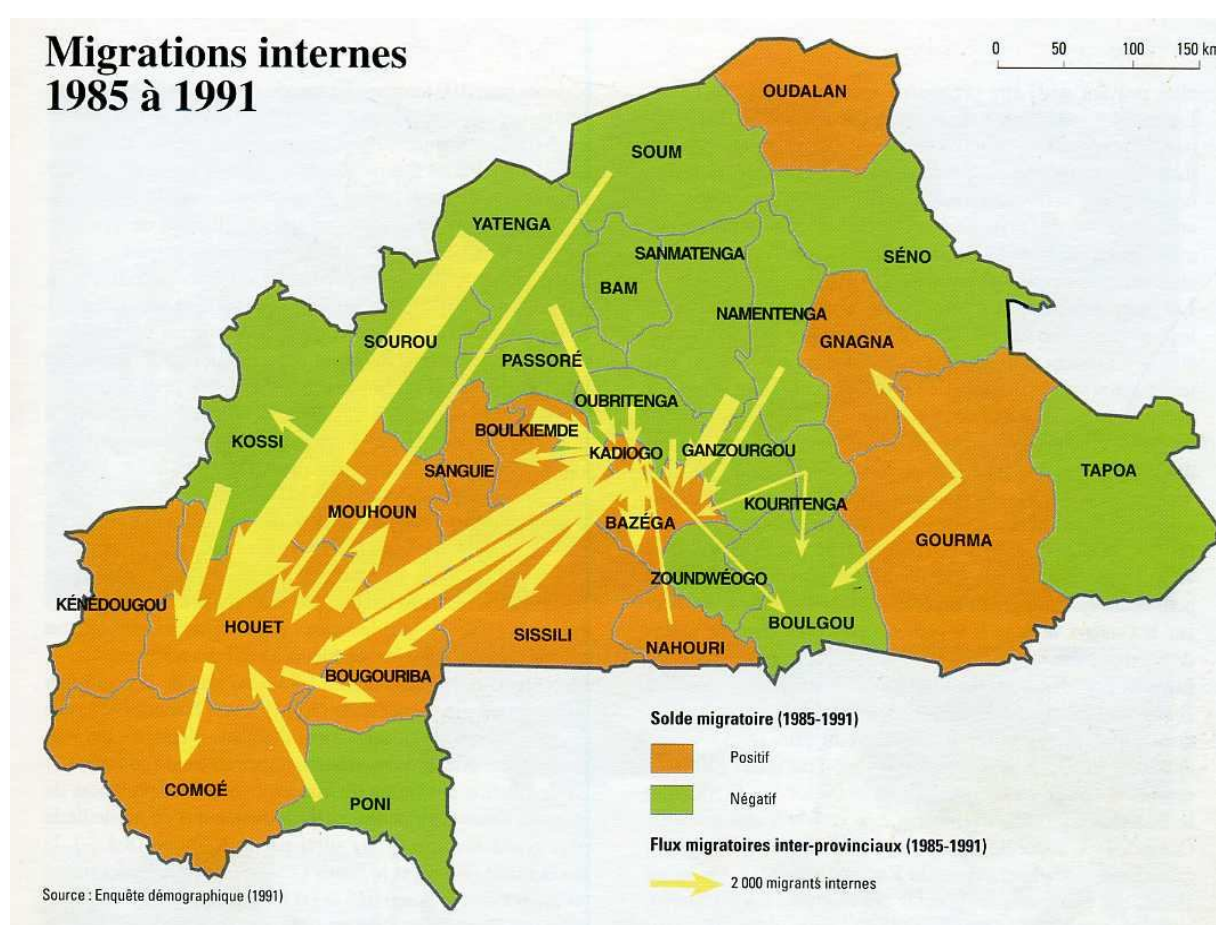 Migrations internes
1985 à 1991
0 50 100 150 km
OUDALAN
SOUM
YATENGA
SANMATENGA
SÉNO
BAM
NAMENTENGA
SOUROU
GNAGNA
PASSORÉ
OUBRITENGA
BOULKIEMDE
KOSSI
KADIOGO
GANZOURGOU
SANGUIE
TAPOA
KOURITENGA
MOUHOUN
BAZÉGA
GOURMA
ZOUNDWÉOGO
KÉNÉDOUGOU
BOULGOU
HOUET
SISSILI
NAHOURI
BOUGOURIBA
COMOÉ
PONI
Solde migratoire (1985-1991)
Positif
Négatif
Flux migratoires inter-provinciaux (1985-1991)
2 000 migrants internes
Source : Enquête démographique (1991)